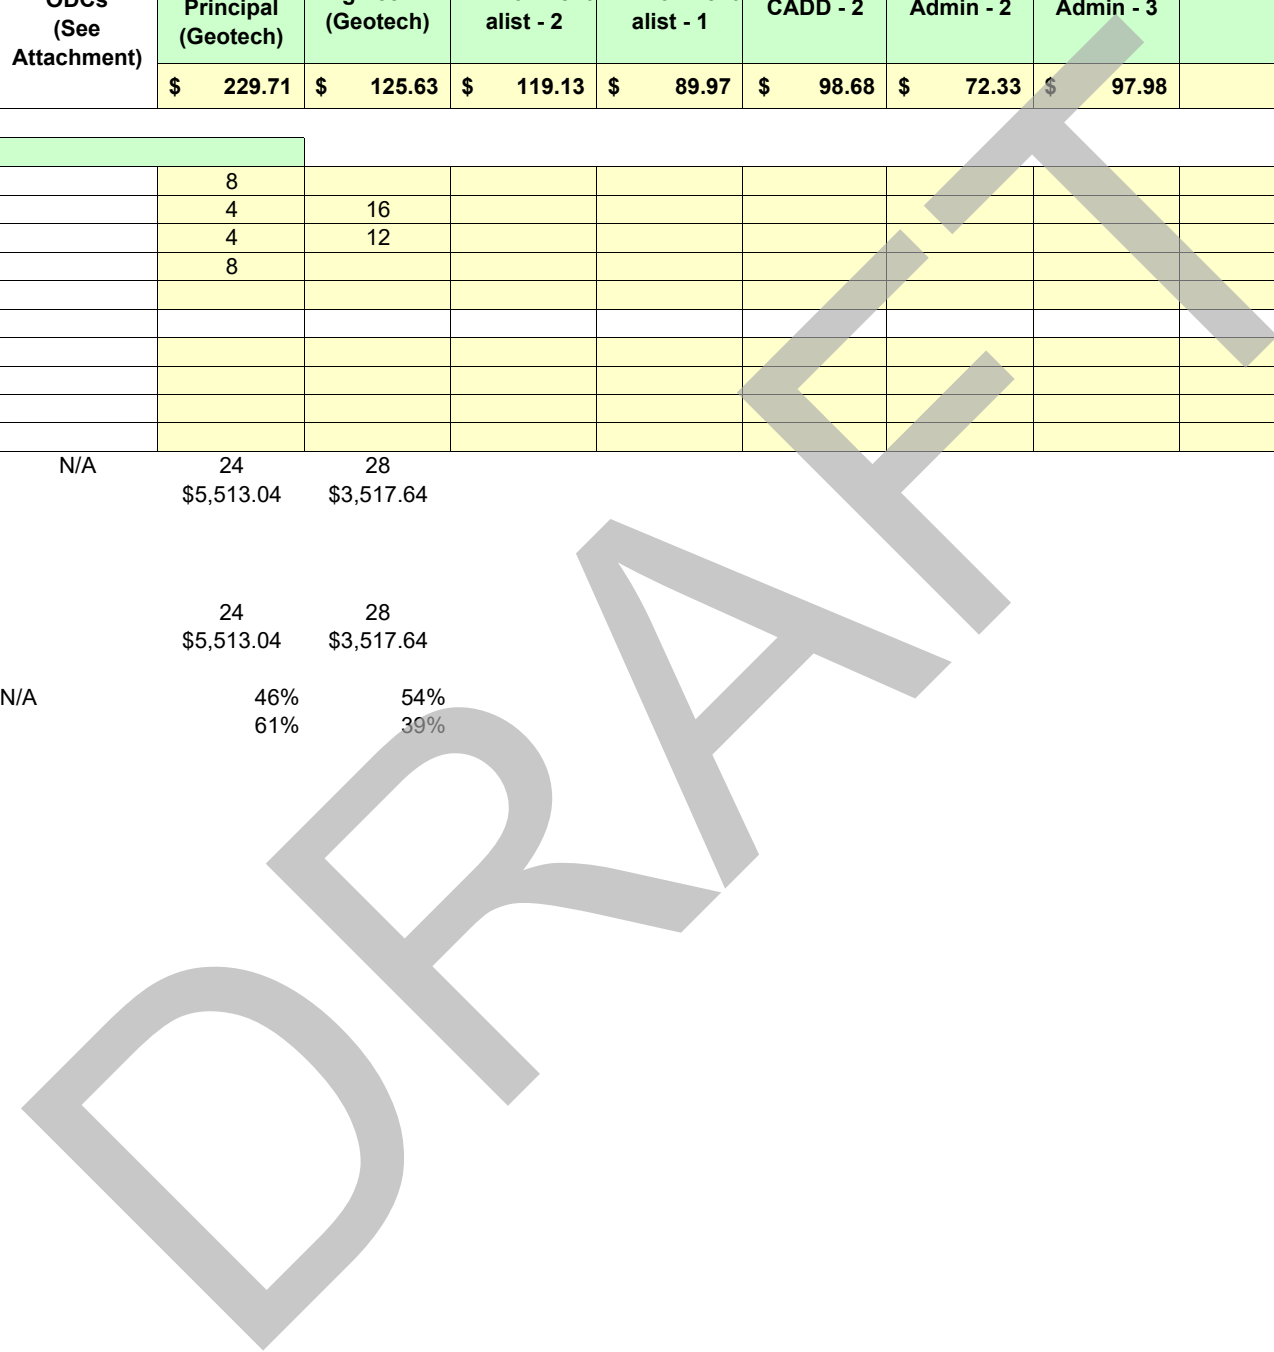 ODCs
(See
Attachment)
Principal
(Geotech)
(Geotech)
alist - 2
alist - 1
CADD - 2
Admin - 2
Admin - 3
$ 229.71 $ 125.63 $ 119.13 $ 89.97 $ 98.68 $ 72.33 $ 97.98
8
4 16
4 12
8
N/A 24 28
$5,513.04 $3,517.64
24 28
$5,513.04 $3,517.64
N/A 46% 54%
61% 39%
DRAFT